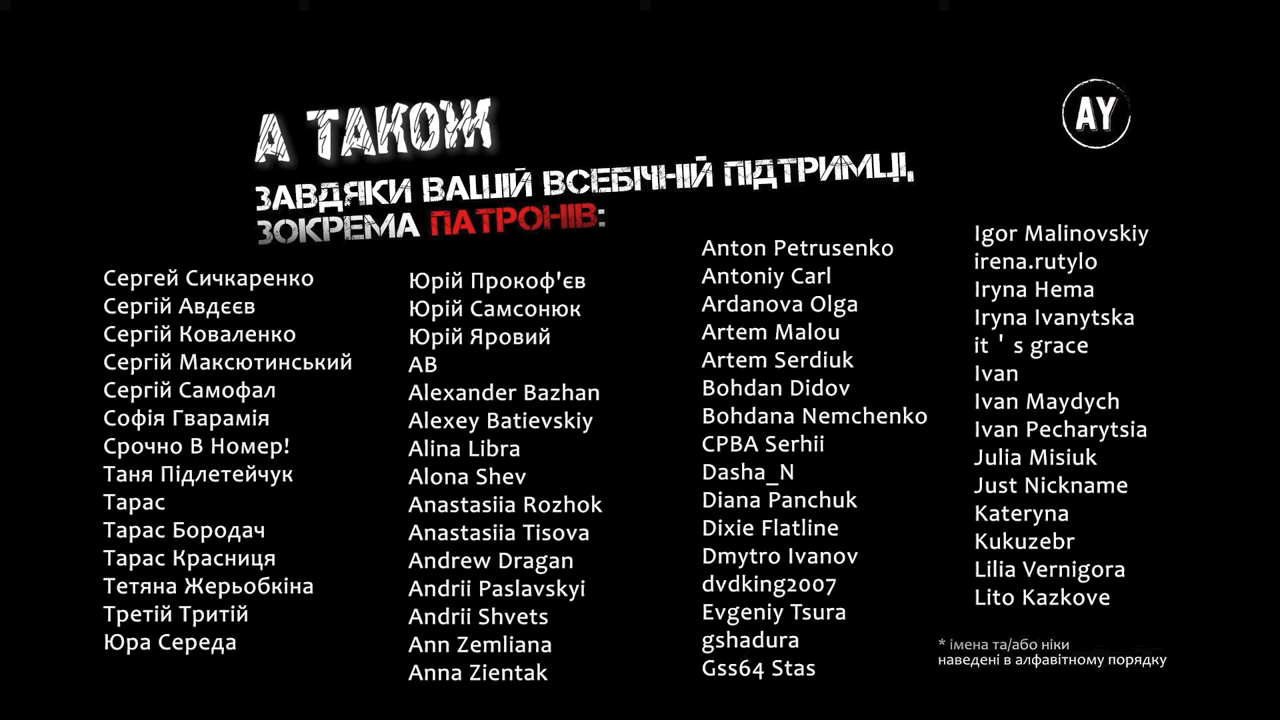 А ТАКОЖ
AY
ЗАВДЯКИ ВАШІЙ ВСЕБІЧНІЙ ПІДТРИМЦІ,
ЗОКРЕМА ПАТРОНІВ:
Сергей Сичкаренко
Сергій Авдєєв
Сергій Коваленко
Сергій Максютинський
Сергій Самофал
Софія Гварамія
Срочно В Номер!
Таня Підлетейчук
Тарас
Тарас Бородач
Тарас Красниця
Тетяна Жерьобкіна
Третій Тритій
Юра Середа
Юрій Прокоф'єв
Юрій Самсонюк
Юрій Яровий
AB
Alexander Bazhan
Alexey Batievskiy
Alina Libra
Alona Shev
Anastasiia Rozhok
Anastasiia Tisova
Andrew Dragan
Andrii Paslavskyi
Andrii Shvets
Ann Zemliana
Anna Zientak
Anton Petrusenko
Antoniy Carl
Ardanova Olga
Artem Malou
Artem Serdiuk
Bohdan Didov
Bohdana Nemchenko
CPBA Serhii
Dasha_N
Diana Panchuk
Dixie Flatline
Dmytro Ivanov
dvdking2007
Evgeniy Tsura
gshadura
Gss64 Stas
Igor Malinovskiy
irena.rutylo
Iryna Hema
Iryna Ivanytska
it ' s grace
Ivan
Ivan Maydych
Ivan Pecharytsia
Julia Misiuk
Just Nickname
Kateryna
Kukuzebr
Lilia Vernigora
Lito Kazkove
* імена та/або ніки
наведені в алфавітному порядку